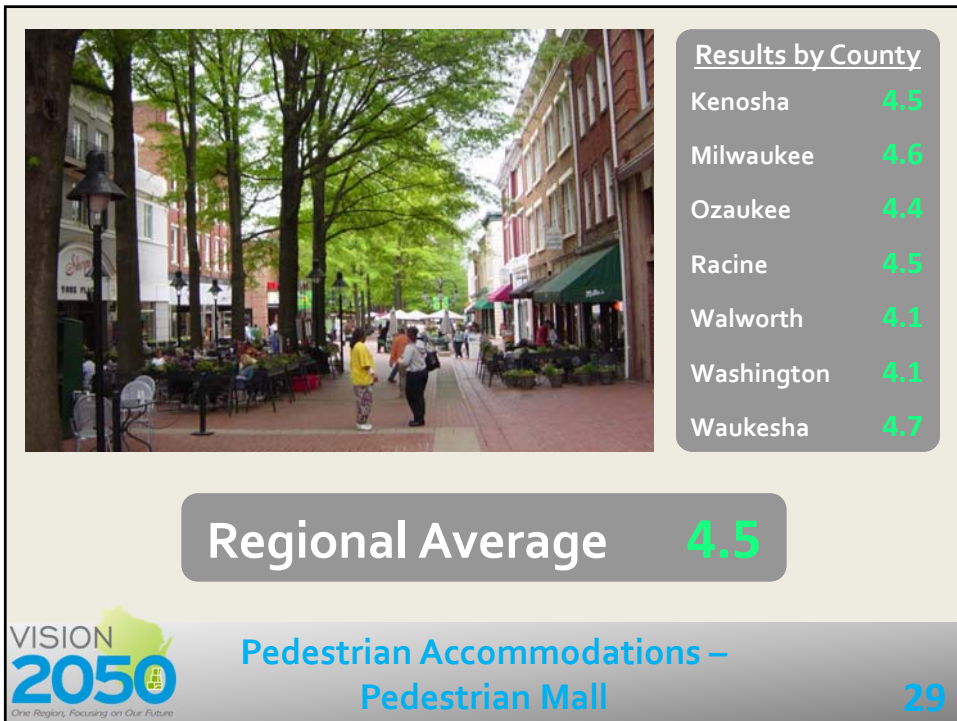 Results by County
Kenosha 4.5
Milwaukee 4.6
Ozaukee 4.4
Racine 4.5
Walworth 4.1
Washington 4.1
Waukesha 4.7
Regional Average 4.5
VISION
2050
One Region, Focusing on Our Future
Pedestrian Accommodations –
Pedestrian Mall
29